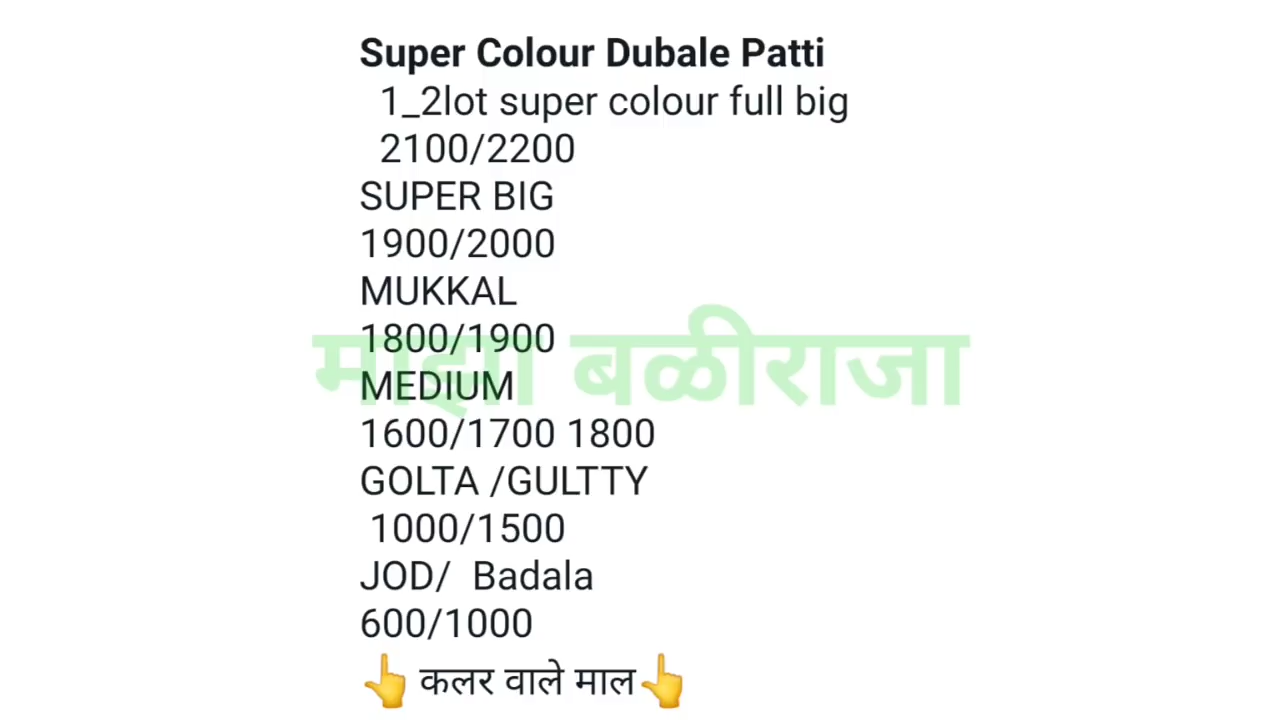 Super Colour Dubale Patti
1_2lot super colour full big
2100/2200
SUPER BIG
1900/2000
MUKKAL
1800/1900
माझा बळीराजा
MEDIUM
1600/1700 1800
GOLTA /GULTTY
1000/1500
JOD/ Badala
600/1000
👆 कलर वाले माल👆